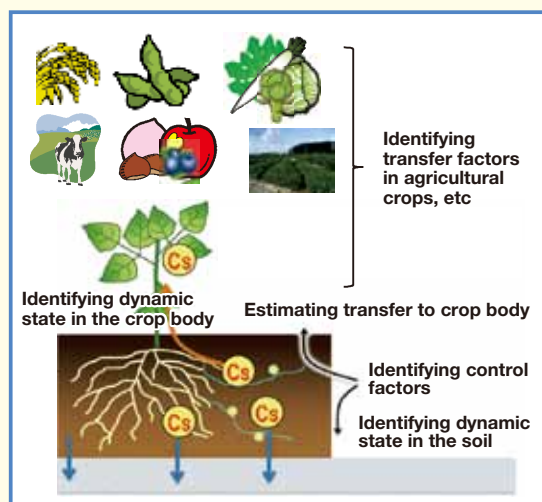 Identifying
transfer factors
in agricultural
crops, etc
Cs
Identifying dynamic
state in the crop body
Estimating transfer to crop body
Cs
Identifying control
factors
Cs
Cs
Identifying dynamic
state in the soil